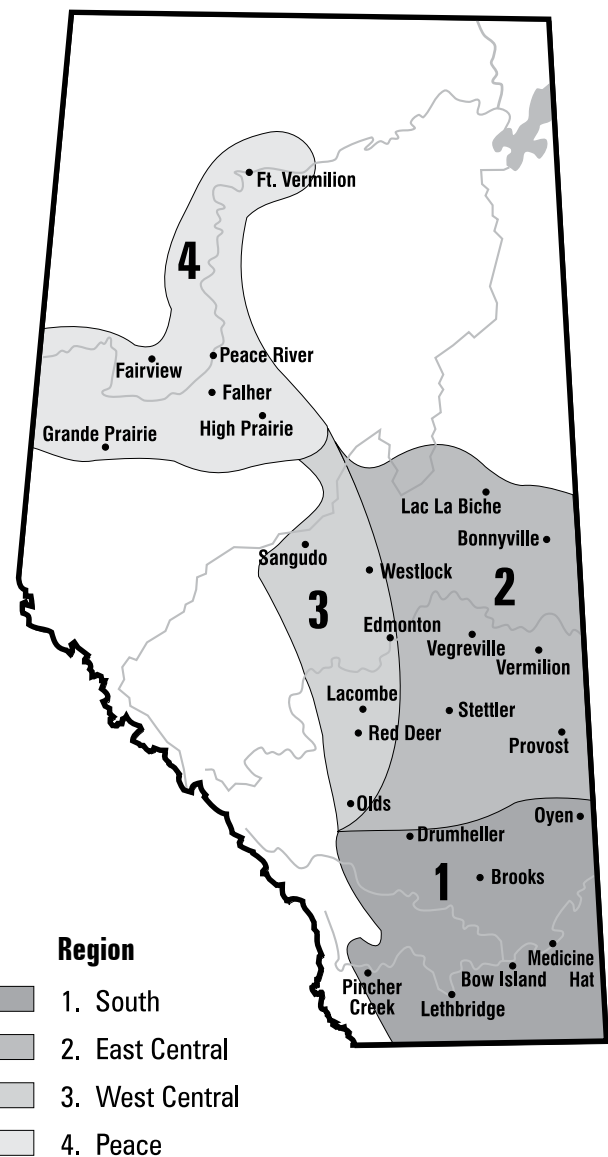 Ft. Vermilion
4
Peace River
Fairview
Falher
High Prairie
Grande Prairie
Lac La Biche
Bonnyville
Sangudo
Westlock
2
3
Edmonton
Vegreville
Vermilion
Lacombe
Stettler
Red Deer
Provost
Olds
Oyen
Drumheller
1
Brooks
Medicine
Hat
Bow Island
Pincher
Creek
Lethbridge
Region
1. South
2. East Central
3. West Central
4. Peace